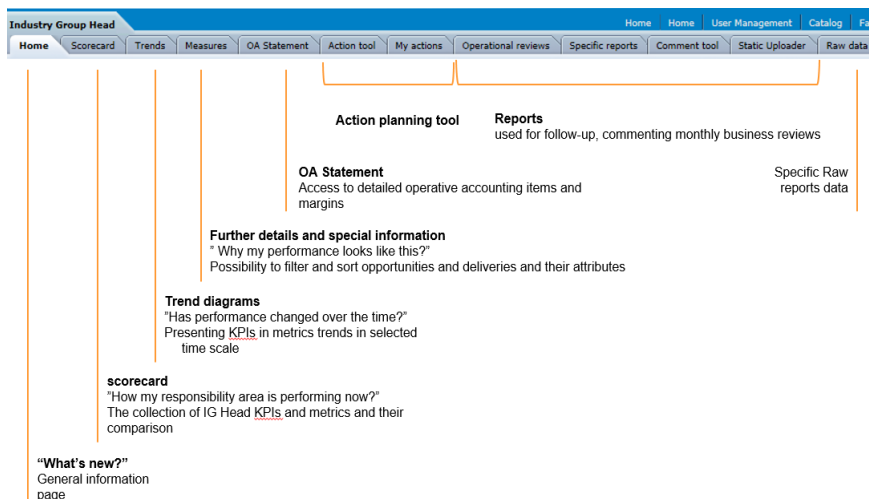 Industry Group Head
Home Home User Management Catalog Fa
Home Scorecard Trends Measures OA Statement Action tool My actions Operational reviews Specific reports Comment tool Static Uploader Raw data
Action planning tool
Reports
used for follow-up, commenting monthly business reviews
OA Statement
Access to detailed operative accounting items and
margins
Specific Raw
reports data
Further details and special information
" Why my performance looks like this?"
Possibility to filter and sort opportunities and deliveries and their attributes
Trend diagrams
"Has performance changed over the time?"
Presenting KPIs in metrics trends in selected
time scale
scorecard
"How my responsibility area is performing now?"
The collection of IG Head KPIs and metrics and their
comparison
“What’s new?”
General information
page